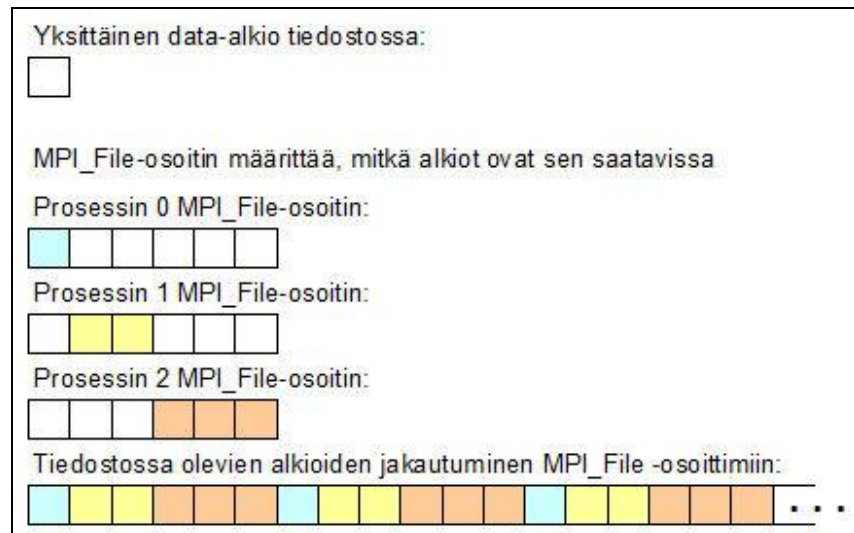 Yksittäinen data-alkio tiedostossa:
MPI_File-osoitin määrittää, mitkä alkiot ovat sen saatavissa
Prosessin 0 MPI_File-osoitin:
Prosessin 1 MPI_File-osoitin:
Prosessin 2 MPI_File-osoitin:
Tiedostossa olevien alkioiden jakautuminen MPI_File -osoittimiin:
. . .